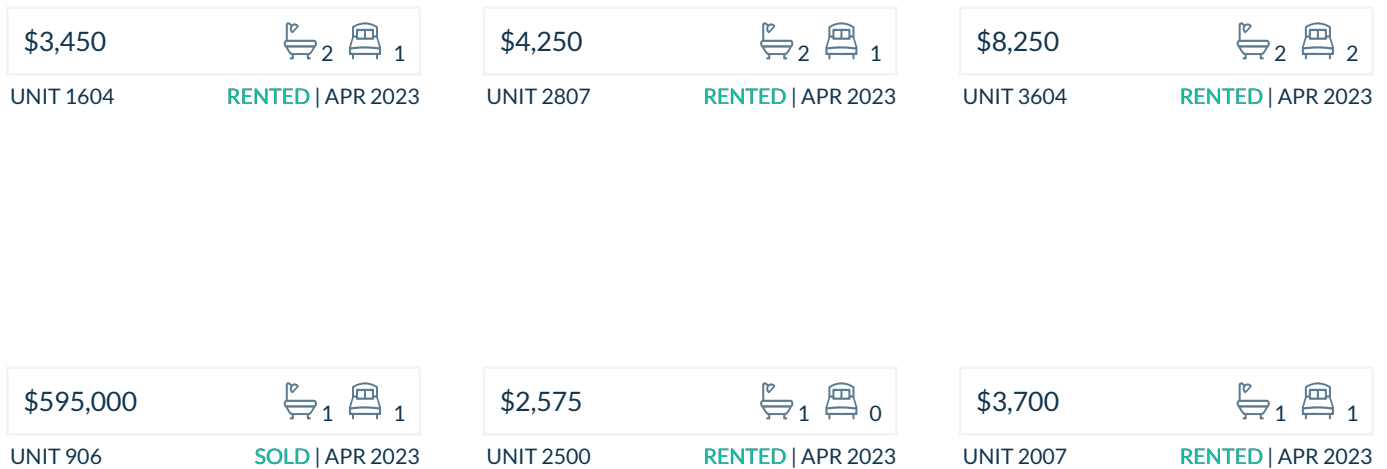 $3,450 2 1 $4,250 2 1 $8,250 2 2
UNIT 1604 RENTED | APR 2023 UNIT 2807 RENTED | APR 2023 UNIT 3604 RENTED | APR 2023
$595,000 1 1 $2,575 1 0 $3,700 1 1
UNIT 906 SOLD | APR 2023 UNIT 2500 RENTED | APR 2023 UNIT 2007 RENTED | APR 2023